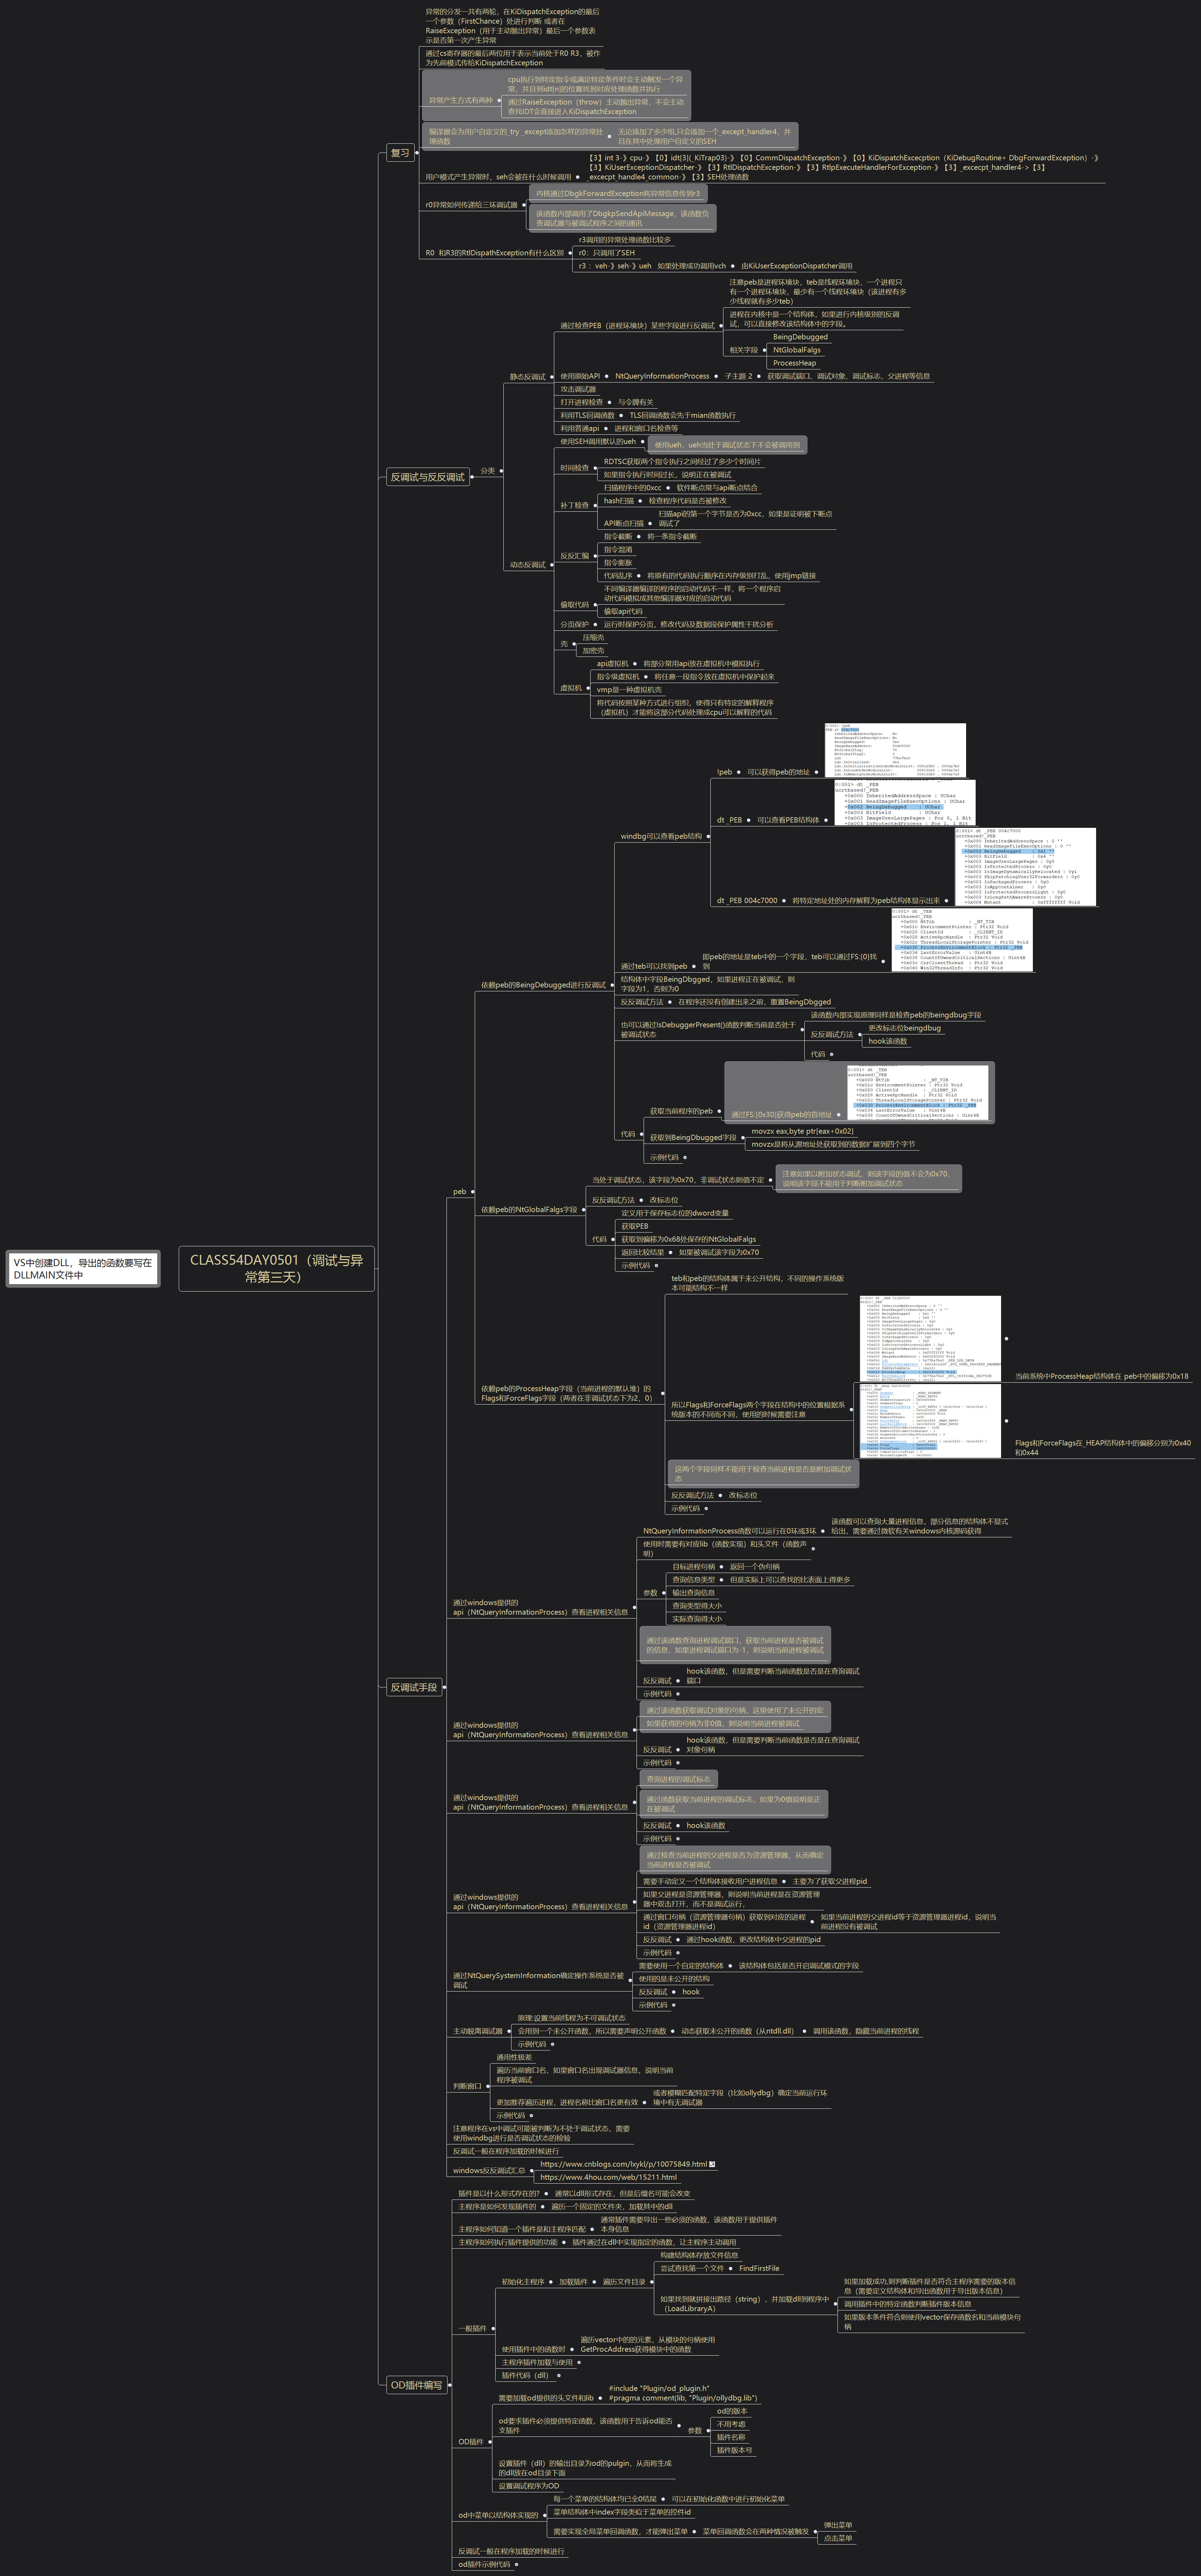 异常的分发一共有两轮，在KiDispatchException的最后
一个参数（FirstChance）处进行判断 或者在
RaiseException（用于主动抛出异常）最后一个参数表
示是否第一次产生异常
通过cs寄存器的最后两位用于表示当前处于R0 R3，被作
为先前模式传给KiDispatchException
异常产生方式有两种
cpu执行到特定指令或满足特定条件时会主动触发一个异
常，并且到idt[n]的位置找到对应处理函数并执行
通过RaiseException（throw）主动抛出异常，不会主动
查找IDT会直接进入KiDispatchException
编译器会为用户自定义的_try _except添加怎样的异常处
理函数
无论添加了多少组,只会添加一个_except_handler4，并
且在其中处理用户自定义的SEH
复习
用户模式产生异常时，seh会被在什么时候调用
【3】int 3-》cpu-》【0】idt[3](_KiTrap03)-》【0】CommDispatchException-》【0】KiDispatchExcecption（KiDebugRoutine+ DbgForwardException）-》
【3】KiUserExceptionDispatcher-》【3】RtlDispatchException-》【3】RtlpExecuteHandlerForException-》【3】_excecpt_handler4->【3】
_excecpt_handle4_common-》【3】SEH处理函数
r0异常如何传递给三环调试器
内核通过DbgkForwardException将异常信息传到r3
该函数内部调用了DbgkpSendApiMessage，该函数负
责调试器与被调试程序之间的通讯
R0 和R3的RtlDispathException有什么区别
r3调用的异常处理函数比较多
r0：只调用了SEH
r3： veh-》seh-》ueh 如果处理成功调用vch
由KiUserExceptionDispatcher调用
反调试与反反调试
分类
静态反调试
通过检查PEB（进程环境块）某些字段进行反调试
注意peb是进程环境块，teb是线程环境块，一个进程只
有一个进程环境块，最少有一个线程环境块（该进程有多
少线程就有多少teb）
进程在内核中是一个结构体，如果进行内核级别的反调
试，可以直接修改该结构体中的字段。
相关字段
BeingDebugged
NtGlobalFalgs
ProcessHeap
使用原始API
NtQueryInformationProcess
子主题 2
获取调试端口、调试对象、调试标志、父进程等信息
攻击调试器
打开进程检查
与令牌有关
利用TLS回调函数
TLS回调函数会先于mian函数执行
利用普通api
进程和窗口名检查等
动态反调试
使用SEH调用默认的ueh
使用ueh，ueh当处于调试状态下不会被调用到
时间检查
RDTSC获取两个指令执行之间经过了多少个时间片
如果指令执行时间过长，说明正在被调试
补丁检查
扫描程序中的0xcc
软件断点常与api断点结合
hash扫描
检查程序代码是否被修改
API断点扫描
扫描api的第一个字节是否为0xcc，如果是证明被下断点
调试了
反反汇编
指令截断
将一条指令截断
指令混淆
指令膨胀
代码乱序
将原有的代码执行顺序在内存级别打乱，使用jmp链接
偷取代码
不同编译器编译的程序的启动代码不一样，将一个程序启
动代码模拟成其他编译器对应的启动代码
偷取api代码
分页保护
运行时保护分页，修改代码及数据段保护属性干扰分析
壳
压缩壳
加密壳
虚拟机
api虚拟机
将部分常用api放在虚拟机中模拟执行
指令级虚拟机
将任意一段指令放在虚拟机中保护起来
vmp是一种虚拟机壳
将代码按照某种方式进行组织，使得只有特定的解释程序
（虚拟机）才能将这部分代码处理成cpu可以解释的代码
VS中创建DLL，导出的函数要写在
DLLMAIN文件中
CLASS54DAY0501（调试与异
常第三天）
反调试手段
peb
依赖peb的BeingDebugged进行反调试
windbg可以查看peb结构
!peb
可以获得peb的地址
dt _PEB
可以查看PEB结构体
dt _PEB 004c7000
将特定地址处的内存解释为peb结构体显示出来
通过teb可以找到peb
即peb的地址是teb中的一个字段，teb可以通过FS:[0]找
到
结构体中字段BeingDbgged，如果进程正在被调试，则
字段为1，否则为0
反反调试方法
在程序还没有创建出来之前，重置BeingDbgged
也可以通过IsDebuggerPresent()函数判断当前是否处于
被调试状态
该函数内部实现原理同样是检查peb的beingdbug字段
反反调试方法
更改标志位beingdbug
hook该函数
代码
代码
获取当前程序的peb
通过FS:[0x30]获得peb的首地址
获取到BeingDbugged字段
movzx eax,byte ptr[eax+0x02]
movzx是将从源地址处获取到的数据扩展到四个字节
示例代码
依赖peb的NtGlobalFalgs字段
当处于调试状态，该字段为0x70，非调试状态则值不定
注意如果以附加状态调试，则该字段的值不会为0x70，
说明该字段不能用于判断附加调试状态
反反调试方法
改标志位
代码
定义用于保存标志位的dword变量
获取PEB
获取到偏移为0x68处保存的NtGlobalFalgs
返回比较结果
如果被调试该字段为0x70
示例代码
依赖peb的ProcessHeap字段（当前进程的默认堆）的
Flags和ForceFlags字段（两者在非调试状态下为2，0）
teb和peb的结构体属于未公开结构，不同的操作系统版
本可能结构不一样
所以Flags和ForceFlags两个字段在结构中的位置根据系
统版本的不同而不同，使用的时候需要注意
当前系统中ProcessHeap结构体在 peb中的偏移为0x18
Flags和ForceFlags在_HEAP结构体中的偏移分别为0x40
和0x44
这两个字段同样不能用于检查当前进程是否是附加调试状
态
反反调试方法
改标志位
示例代码
通过windows提供的
api（NtQueryInformationProcess）查看进程相关信息
NtQueryInformationProcess函数可以运行在0环或3环
该函数可以查询大量进程信息，部分信息的结构体不显式
给出，需要通过微软有关windows内核源码获得
使用时需要有对应lib（函数实现）和头文件（函数声
明）
参数
目标进程句柄
返回一个伪句柄
查询信息类型
但是实际上可以查找的比表面上得更多
输出查询信息
查询类型得大小
实际查询得大小
通过该函数查询进程调试端口，获取当前进程是否被调试
的信息，如果进程调试端口为-1，则说明当前进程被调试
反反调试
hook该函数，但是需要判断当前函数是否是在查询调试
端口
示例代码
通过windows提供的
api（NtQueryInformationProcess）查看进程相关信息
通过该函数获取调试对象的句柄，这里使用了未公开的宏
如果获得的句柄为非0值，则说明当前进程被调试
反反调试
hook该函数，但是需要判断当前函数是否是在查询调试
对象句柄
示例代码
通过windows提供的
api（NtQueryInformationProcess）查看进程相关信息
查询进程的调试标志
通过函数获取当前进程的调试标志，如果为0值说明是正
在被调试
反反调试
hook该函数
示例代码
通过windows提供的
api（NtQueryInformationProcess）查看进程相关信息
通过检查当前进程的父进程是否为资源管理器，从而确定
当前进程是否被调试
需要手动定义一个结构体接收用户进程信息
主要为了获取父进程pid
如果父进程是资源管理器，则说明当前进程是在资源管理
器中双击打开，而不是调试运行，
通过窗口句柄（资源管理器句柄）获取到对应的进程
id（资源管理器进程id）
如果当前进程的父进程id等于资源管理器进程id，说明当
前进程没有被调试
反反调试
通过hook函数，更改结构体中父进程的pid
示例代码
通过NtQuerySystemInformation确定操作系统是否被
调试
需要使用一个自定的结构体
该结构体包括是否开启调试模式的字段
使用的是未公开的结构
反反调试
hook
示例代码
主动脱离调试器
原理:设置当前线程为不可调试状态
会用到一个未公开函数，所以需要声明公开函数
动态获取未公开的函数（从ntdll.dll）
调用该函数，隐藏当前进程的线程
示例代码
判断窗口
通用性极差
遍历当前窗口名，如果窗口名出现调试器信息，说明当前
程序被调试
更加推荐遍历进程，进程名称比窗口名更有效
或者模糊匹配特定字段（比如ollydbg）确定当前运行环
境中有无调试器
示例代码
注意程序在vs中调试可能被判断为不处于调试状态，需要
使用windbg进行是否调试状态的检验
反调试一般在程序加载的时候进行
windows反反调试汇总
https://www.cnblogs.com/lxykl/p/10075849.html
https://www.4hou.com/web/15211.html
OD插件编写
插件是以什么形式存在的?
通常以dll形式存在，但是后缀名可能会改变
主程序是如何发现插件的
遍历一个固定的文件夹，加载其中的dll
主程序如何知道一个插件是和主程序匹配
通常插件需要导出一些必须的函数，该函数用于提供插件
本身信息
主程序如何执行插件提供的功能
插件通过在dll中实现指定的函数，让主程序主动调用
一般插件
初始化主程序
加载插件
遍历文件目录
构建结构体存放文件信息
尝试查找第一个文件
FindFirstFile
如果找到就拼接出路径（string），并加载dll到程序中
（LoadLibraryA）
如果加载成功,则判断插件是否符合主程序需要的版本信
息（需要定义结构体和导出函数用于导出版本信息）
调用插件中的特定函数判断插件版本信息
如果版本条件符合则使用vector保存函数名和当前模块句
柄
使用插件中的函数时
遍历vector中的的元素，从模块的句柄使用
GetProcAddress获得模块中的函数
主程序插件加载与使用
插件代码（dll）
OD插件
需要加载od提供的头文件和lib
#include "Plugin/od_plugin.h"
#pragma comment(lib, "Plugin/ollydbg.lib")
od要求插件必须提供特定函数，该函数用于告诉od能否
支插件
参数
od的版本
不用考虑
插件名称
插件版本号
设置插件（dll）的输出目录为od的pulgin，从而将生成
的dll放在od目录下面
设置调试程序为OD
od中菜单以结构体实现的
每一个菜单的结构体均已全0结尾
可以在初始化函数中进行初始化菜单
菜单结构体中index字段类似于菜单的控件id
需要实现全局菜单回调函数，才能弹出菜单
菜单回调函数会在两种情况被触发
弹出菜单
点击菜单
反调试一般在程序加载的时候进行
od插件示例代码